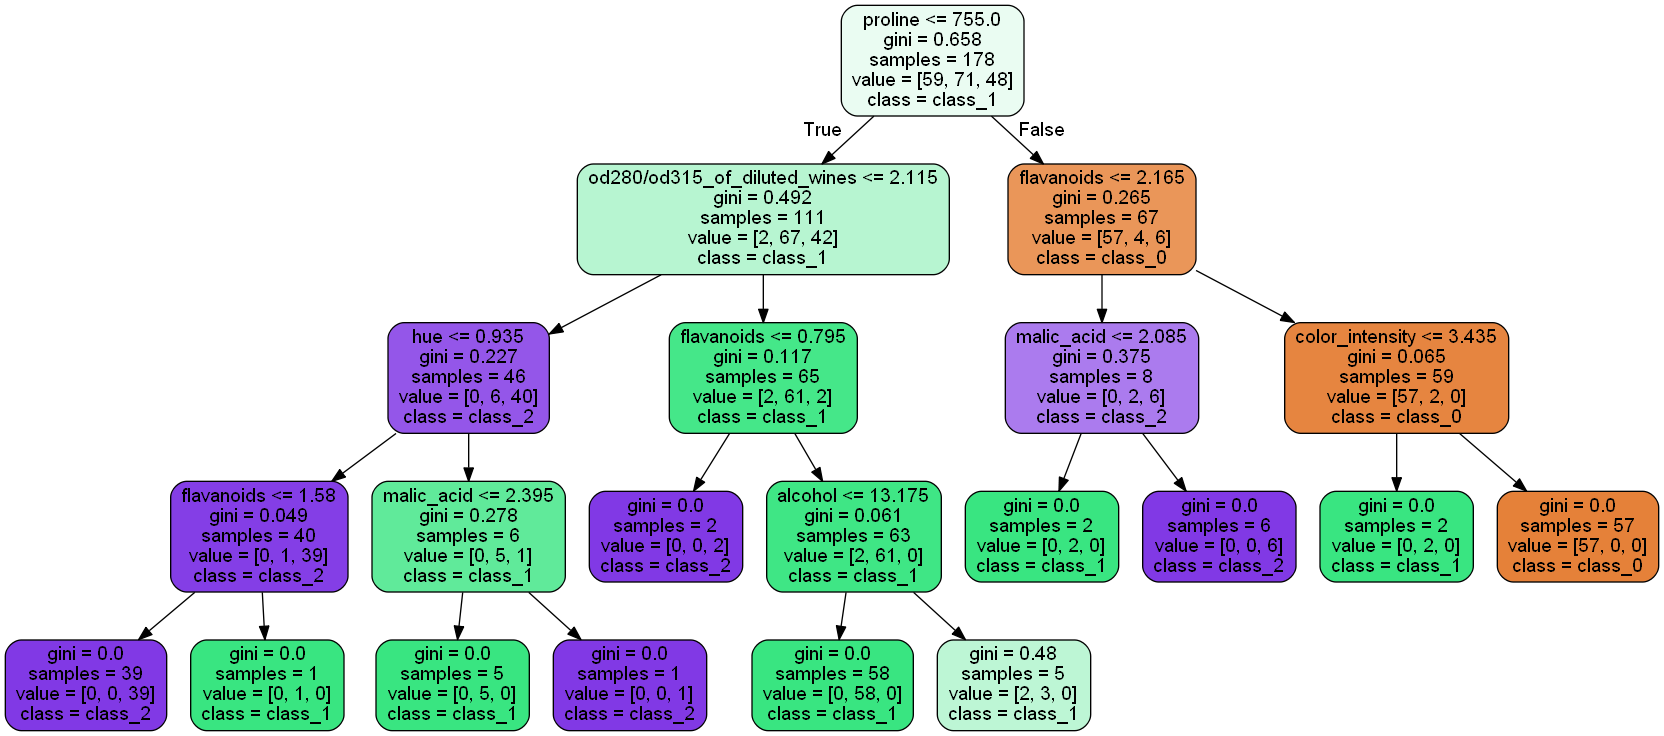 proline <= 755.0
gini = 0.658
samples = 178
value = [59, 71, 48]
class = class_1
True
False
od280/od315_of_diluted_wines <= 2.115
gini = 0.492
samples = 111
value = [2, 67, 42]
class = class_1
flavanoids <= 2.165
gini = 0.265
samples = 67
value = [57, 4, 6]
class = class_0
hue <= 0.935
gini = 0.227
samples = 46
value = [0, 6, 40]
class = class_2
flavanoids <= 0.795
gini = 0.117
samples = 65
value = [2, 61, 2]
class = class_1
malic_acid <= 2.085
gini = 0.375
samples = 8
value = [0, 2, 6]
class = class_2
color_intensity <= 3.435
gini = 0.065
samples = 59
value = [57, 2, 0]
class = class_0
flavanoids <= 1.58
gini = 0.049
samples = 40
value = [0, 1, 39]
class = class_2
malic_acid <= 2.395
gini = 0.278
samples = 6
value = [0, 5, 1]
class = class_1
gini = 0.0
samples = 2
value = [0, 0, 2]
class = class_2
alcohol <= 13.175
gini = 0.061
samples = 63
value = [2, 61, 0]
class = class_1
gini = 0.0
samples = 2
value = [0, 2, 0]
class = class_1
gini = 0.0
samples = 6
value = [0, 0, 6]
class = class_2
gini = 0.0
samples = 2
value = [0, 2, 0]
class = class_1
gini = 0.0
samples = 57
value = [57, 0, 0]
class = class_0
gini = 0.0
samples = 39
value = [0, 0, 39]
class = class_2
gini = 0.0
samples = 1
value = [0, 1, 0]
class = class_1
gini = 0.0
samples = 5
value = [0, 5, 0]
class = class_1
gini = 0.0
samples = 1
value = [0, 0, 1]
class = class_2
gini = 0.0
samples = 58
value = [0, 58, 0]
class = class_1
gini = 0.48
samples = 5
value = [2, 3, 0]
class = class_1